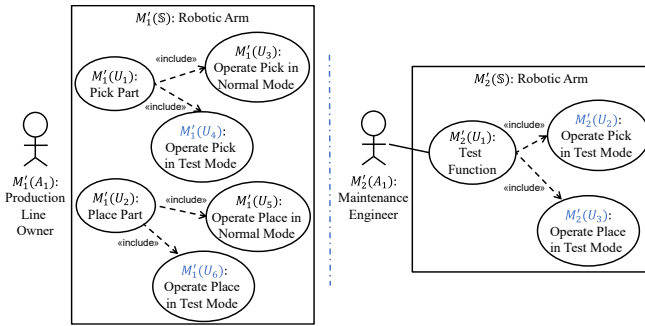 M′₁(𝕊): Robotic Arm
M′₁(U₁):
Pick Part
«include»
«include»
M′₁(U₃):
Operate Pick in
Normal Mode
M′₁(U₄):
Operate Pick
in Test Mode
M′₁(A₁):
Production
Line
Owner
M′₁(U₂):
Place Part
«include»
«include»
M′₁(U₅):
Operate Place in
Normal Mode
M′₁(U₆):
Operate Place
in Test Mode
M′₂(𝕊): Robotic Arm
M′₂(A₁):
Maintenance
Engineer
M′₂(U₁):
Test
Function
«include»
«include»
M′₂(U₂):
Operate Pick
in Test Mode
M′₂(U₃):
Operate Place
in Test Mode